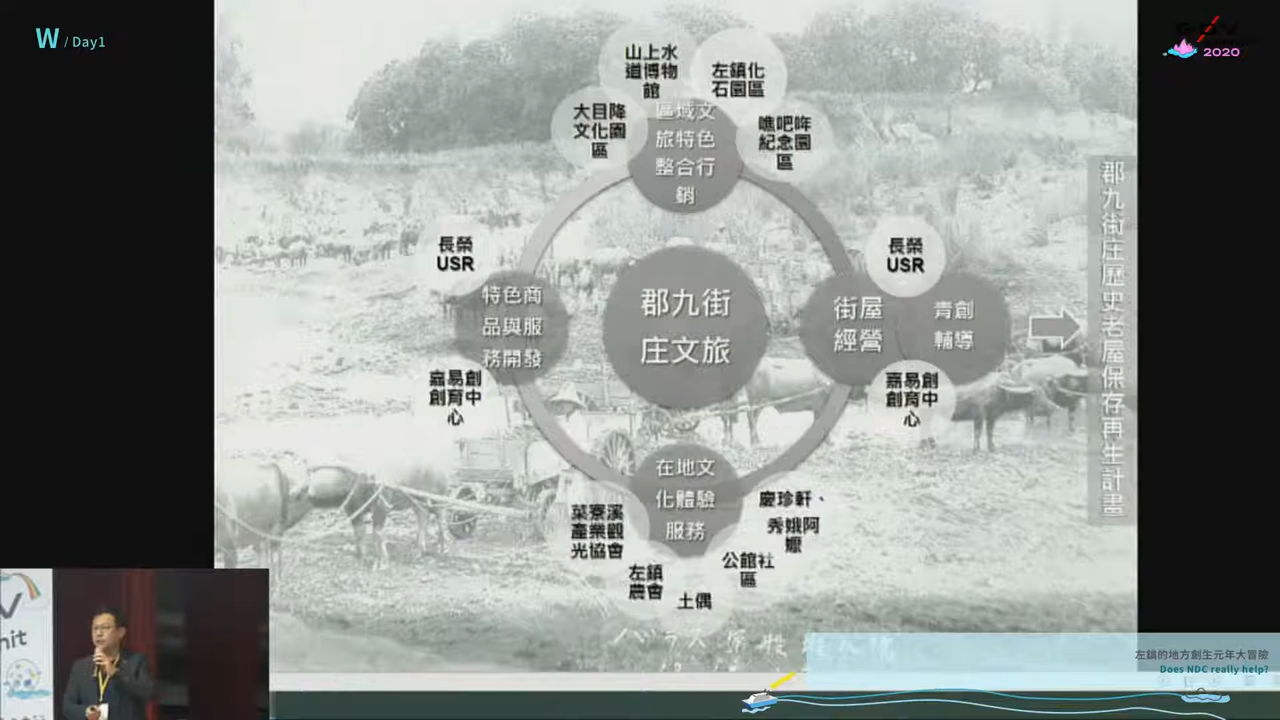 W / Day1
2020
山上水
道博物
館
左鎮化
石園區
大目降
文化園
區
噍吧哖
紀念園
區
區域文
旅特色
整合行
銷
長榮
USR
特色商
品與服
務開發
嘉易創
創育中
心
郡九街
庄文旅
長榮
USR
街屋
經營
青創
輔導
嘉易創
創育中
心
郡九街庄歷史老屋保存再生計畫
在地文
化體驗
服務
菜寮溪
產業觀
光協會
左鎮
農會
土偶
公館社
區
慶珍軒、
秀娥阿
嬤
左鎮的地方創生元年大冒險
Does NDC really help?